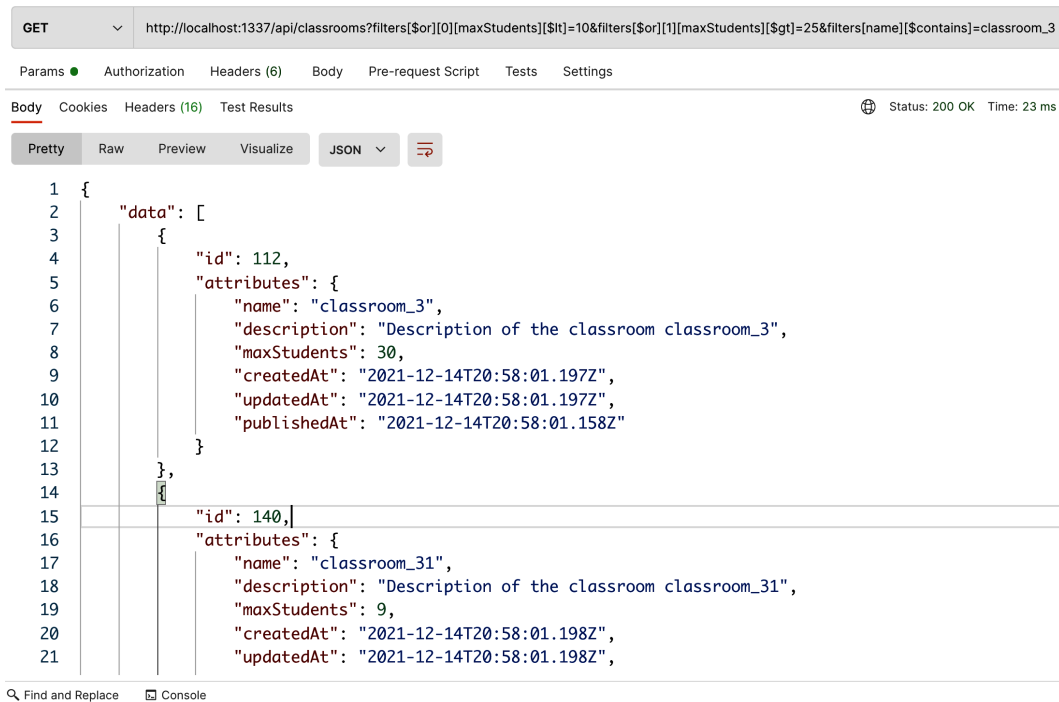 GET http://localhost:1337/api/classrooms?filters[$or][0][maxStudents][$lt]=10&filters[$or][1][maxStudents][$gt]=25&filters[name][$contains]=classroom_3
Params Authorization Headers (6) Body Pre-request Script Tests Settings
Body Cookies Headers (16) Test Results Status: 200 OK Time: 23 ms
Pretty Raw Preview Visualize JSON
1 {
2 "data": [
3 {
4 "id": 112,
5 "attributes": {
6 "name": "classroom_3",
7 "description": "Description of the classroom classroom_3",
8 "maxStudents": 30,
9 "createdAt": "2021-12-14T20:58:01.197Z",
10 "updatedAt": "2021-12-14T20:58:01.197Z",
11 "publishedAt": "2021-12-14T20:58:01.158Z"
12 }
13 },
14 {
15 "id": 140,
16 "attributes": {
17 "name": "classroom_31",
18 "description": "Description of the classroom classroom_31",
19 "maxStudents": 9,
20 "createdAt": "2021-12-14T20:58:01.198Z",
21 "updatedAt": "2021-12-14T20:58:01.198Z",
Find and Replace Console